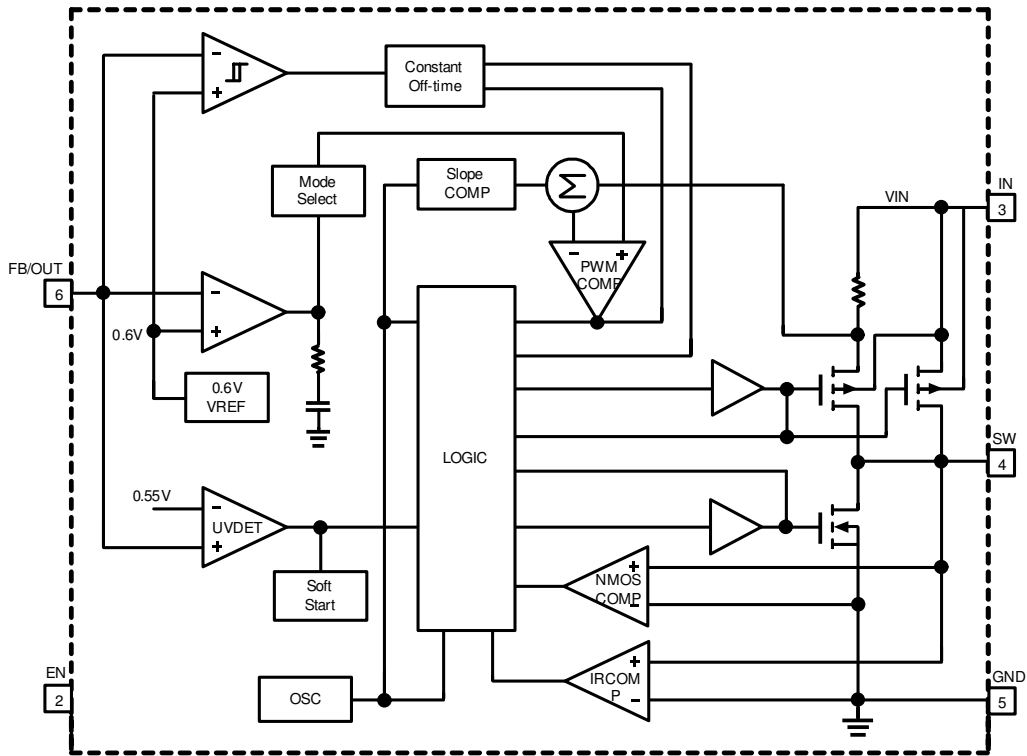 Constant
Off-time
-
+
Mode
Select
Slope
COMP
Σ
VIN
IN
3
-
+
PWM
COMP
FB/OUT
6
-
+
0.6V
0.6V
VREF
LOGIC
SW
4
0.55V
-
UVDET
+
Soft
Start
+
NMOS
COMP
-
EN
2
OSC
+
IRCOM
P
-
GND
5